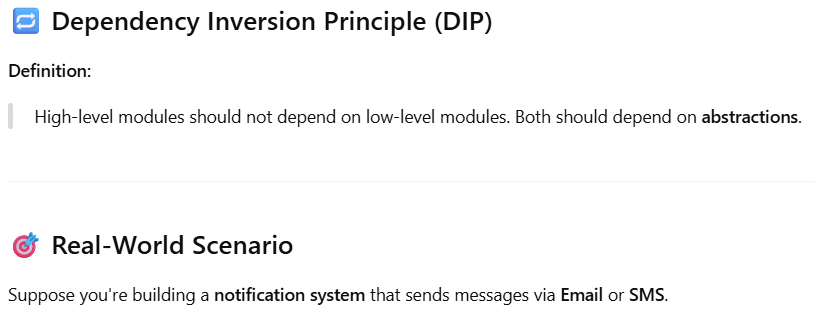 Dependency Inversion Principle (DIP)
Definition:
High-level modules should not depend on low-level modules. Both should depend on abstractions.
Real-World Scenario
Suppose you're building a notification system that sends messages via Email or SMS.